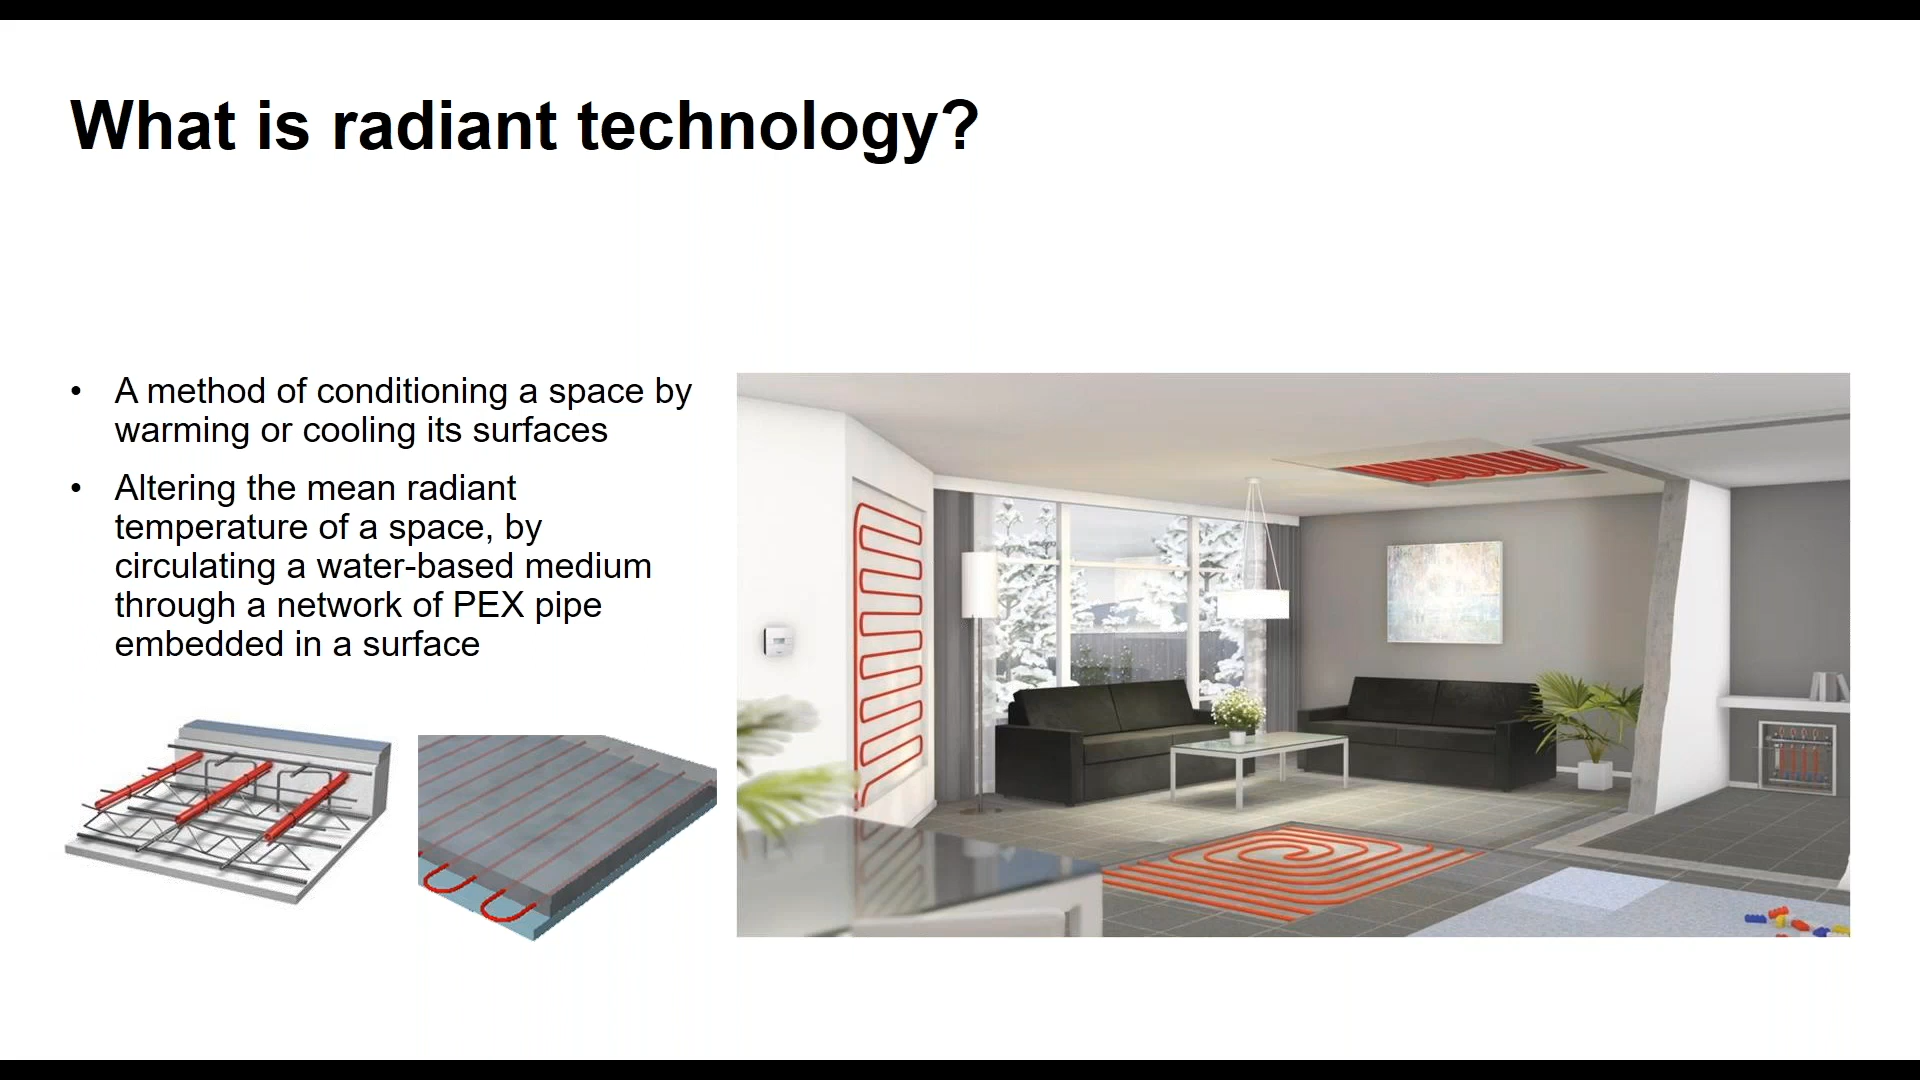 What is radiant technology?
• A method of conditioning a space by
warming or cooling its surfaces
• Altering the mean radiant
temperature of a space, by
circulating a water-based medium
through a network of PEX pipe
embedded in a surface